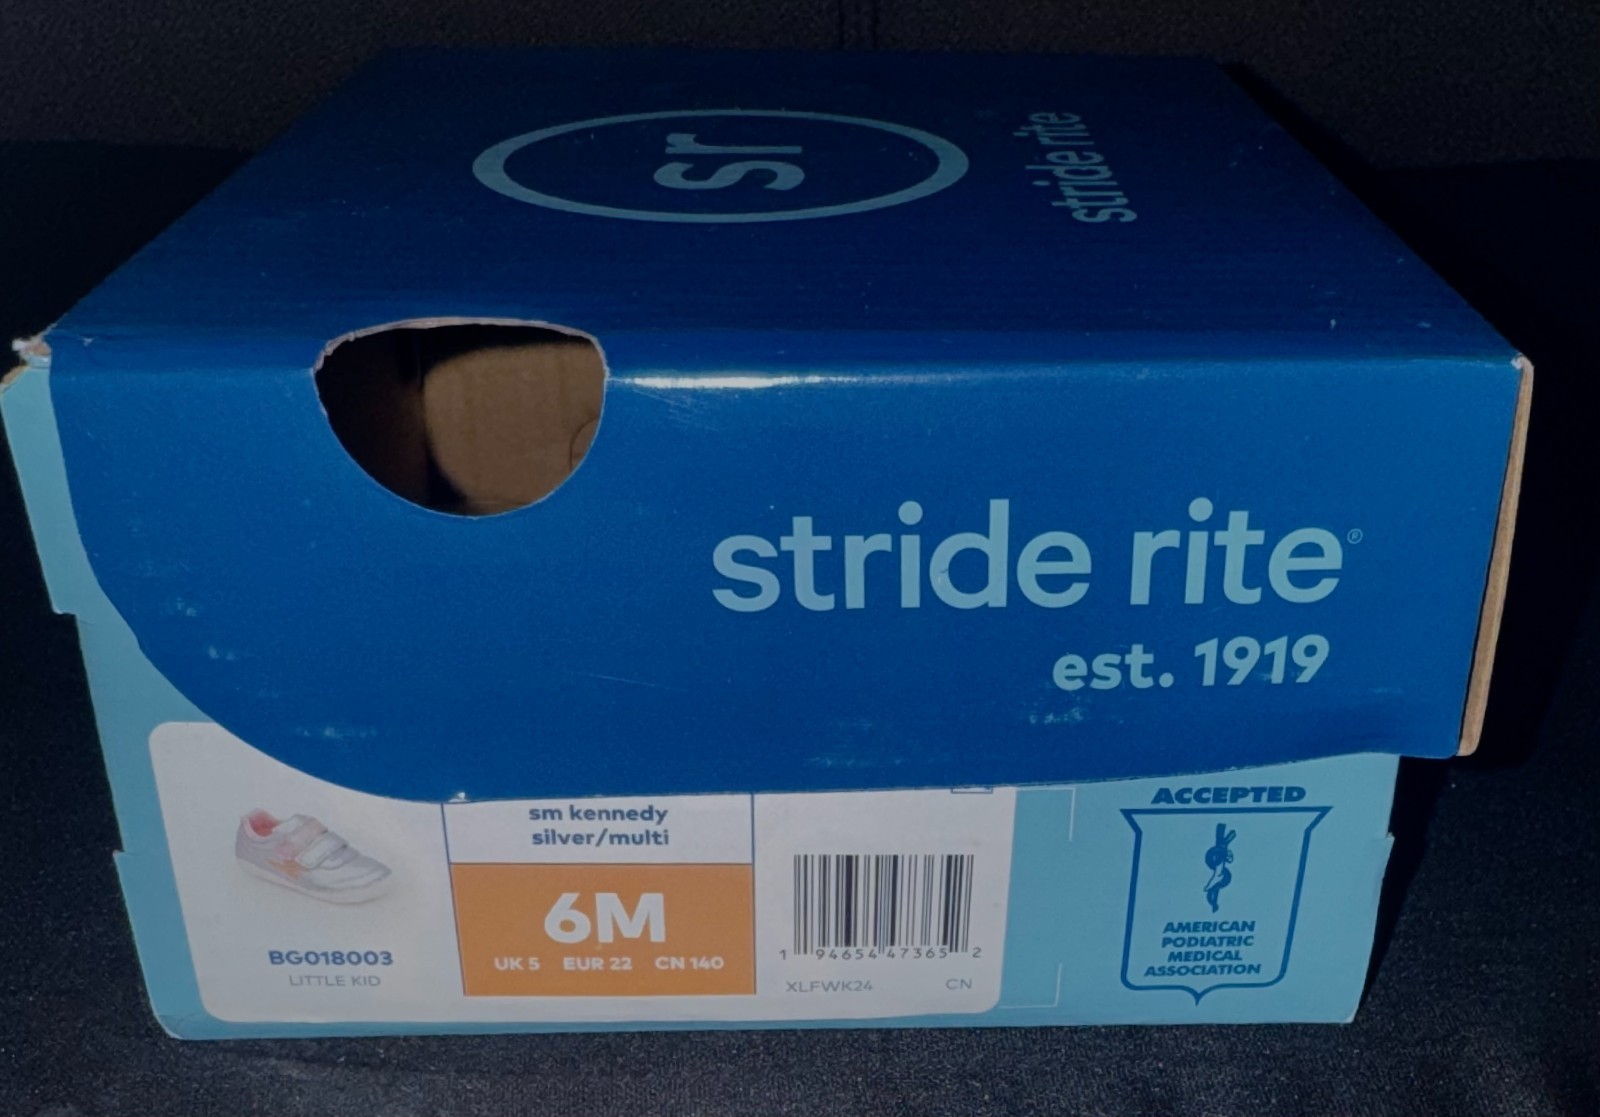 sr
stride rite
stride rite®
est. 1919
sm kennedy
silver/multi
6M
UK 5 EUR 22 CN 140
BG018003
LITTLE KID
1 94654 47365 2
XLFWK24 CN
ACCEPTED
AMERICAN
PODIATRIC
MEDICAL
ASSOCIATION